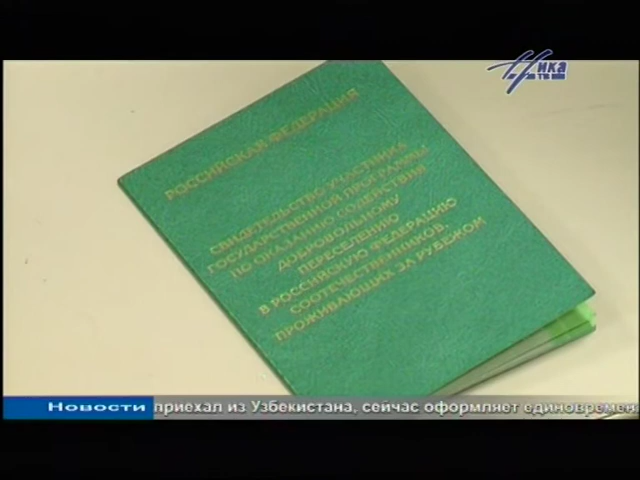 Ника
ТВ
РОССИЙСКАЯ ФЕДЕРАЦИЯ
СВИДЕТЕЛЬСТВО УЧАСТНИКА
ГОСУДАРСТВЕННОЙ ПРОГРАММЫ
ПО ОКАЗАНИЮ СОДЕЙСТВИЯ
ДОБРОВОЛЬНОМУ
ПЕРЕСЕЛЕНИЮ
В РОССИЙСКУЮ ФЕДЕРАЦИЮ
СООТЕЧЕСТВЕННИКОВ,
ПРОЖИВАЮЩИХ ЗА РУБЕЖОМ
Новости приехал из Узбекистана, сейчас оформляет единовремен